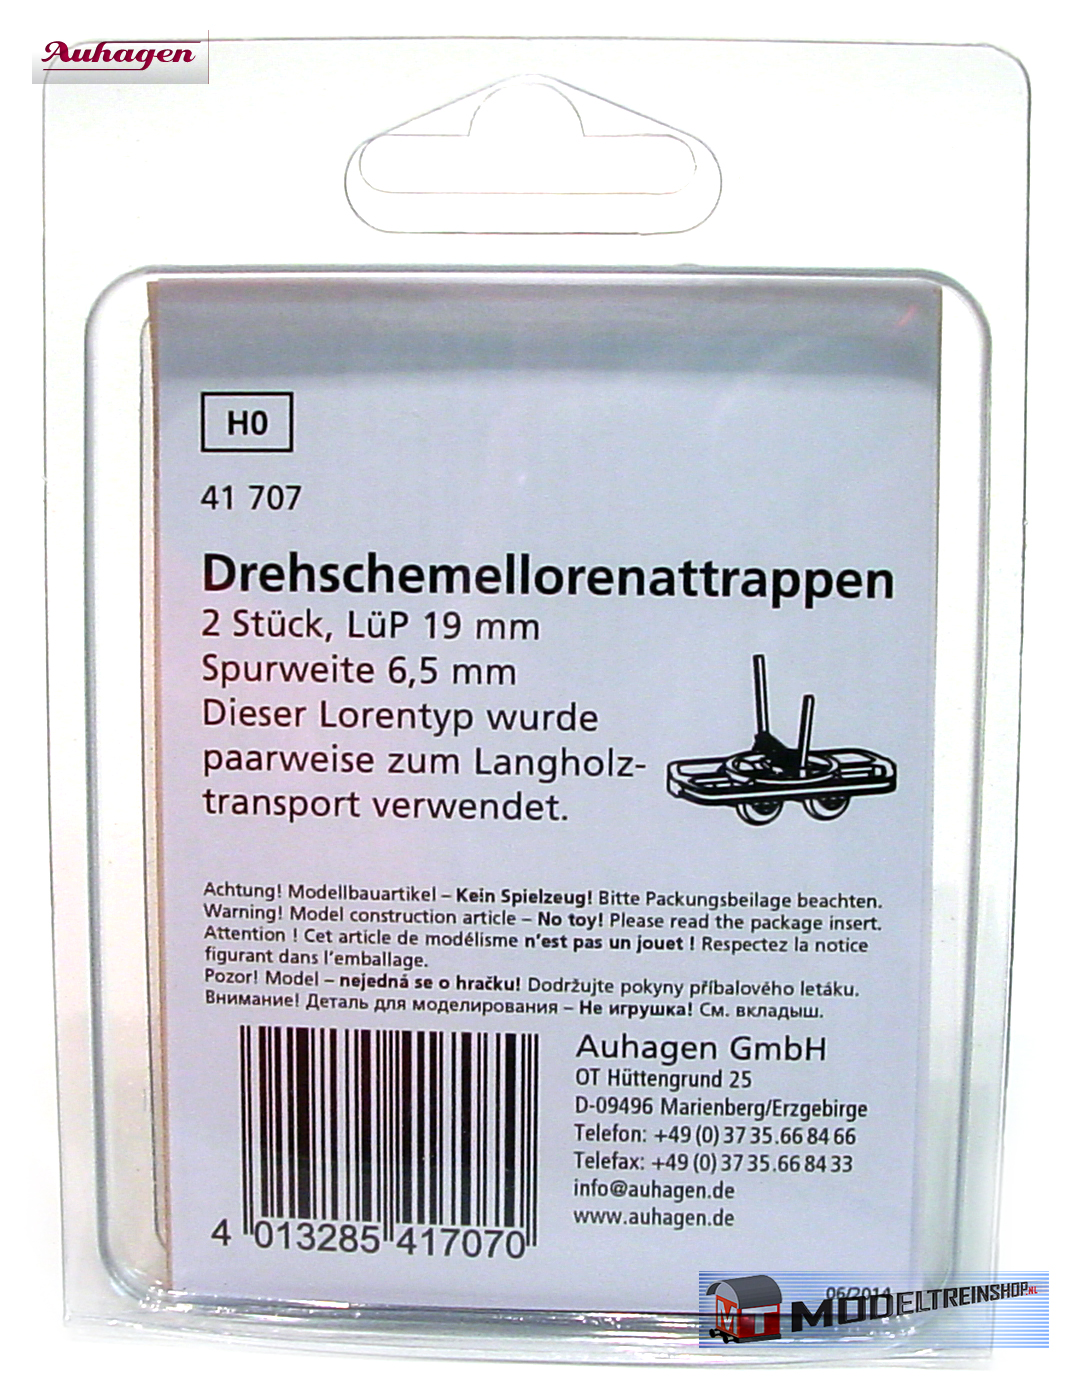 Auhagen
H0
41 707
Drehschemellorenattrappen
2 Stück, LüP 19 mm
Spurweite 6,5 mm
Dieser Lorentyp wurde
paarweise zum Langholz-
transport verwendet.
Achtung! Modellbauartikel – Kein Spielzeug! Bitte Packungsbeilage beachten.
Warning! Model construction article – No toy! Please read the package insert.
Attention ! Cet article de modélisme n'est pas un jouet ! Respectez la notice
figurant dans l'emballage.
Pozor! Model – nejedná se o hračku! Dodržujte pokyny příbalového letáku.
Внимание! Деталь для моделирования – Не игрушка! См. вкладыш.
4 013285 417070
Auhagen GmbH
OT Hüttengrund 25
D-09496 Marienberg/Erzgebirge
Telefon: +49 (0) 37 35.66 84 66
Telefax: +49 (0) 37 35.66 84 33
info@auhagen.de
www.auhagen.de
06/2014
MT MODELTREINSHOP.NL